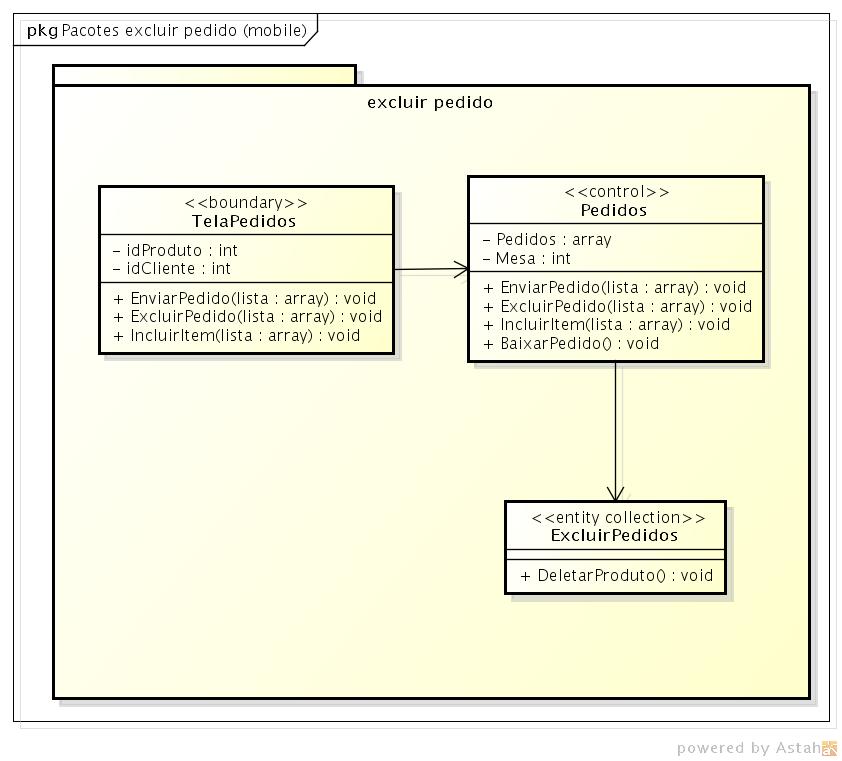 pkg Pacotes excluir pedido (mobile)
excluir pedido
<<boundary>>
TelaPedidos
- idProduto : int
- idCliente : int
+ EnviarPedido(lista : array) : void
+ ExcluirPedido(lista : array) : void
+ IncluirItem(lista : array) : void
<<control>>
Pedidos
- Pedidos : array
- Mesa : int
+ EnviarPedido(lista : array) : void
+ ExcluirPedido(lista : array) : void
+ IncluirItem(lista : array) : void
+ BaixarPedido() : void
<<entity collection>>
ExcluirPedidos
+ DeletarProduto() : void
powered by Astah